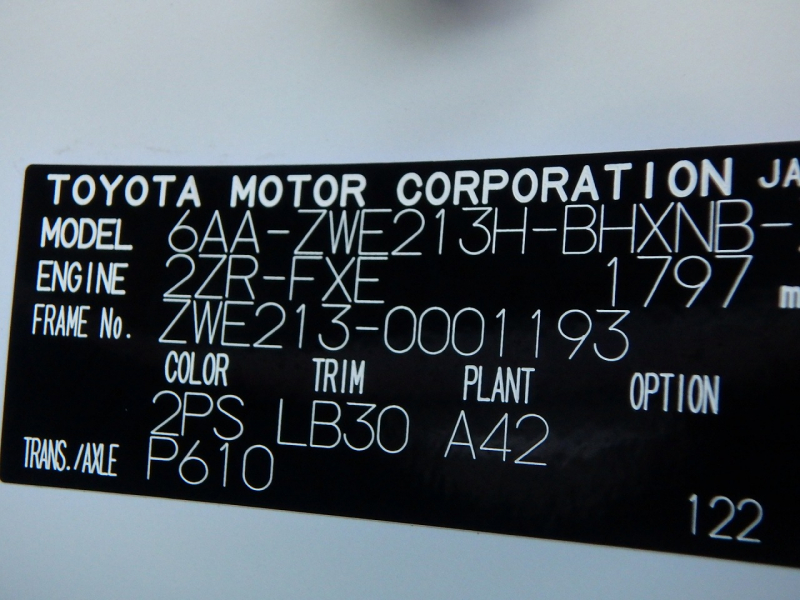 TOYOTA MOTOR CORPORATION JA
MODEL 6AA-ZWE213H-BHXNB-
ENGINE 2ZR-FXE 1797 m
FRAME No. ZWE213-0001193
COLOR TRIM PLANT OPTION
2PS LB30 A42
TRANS./AXLE P610
122